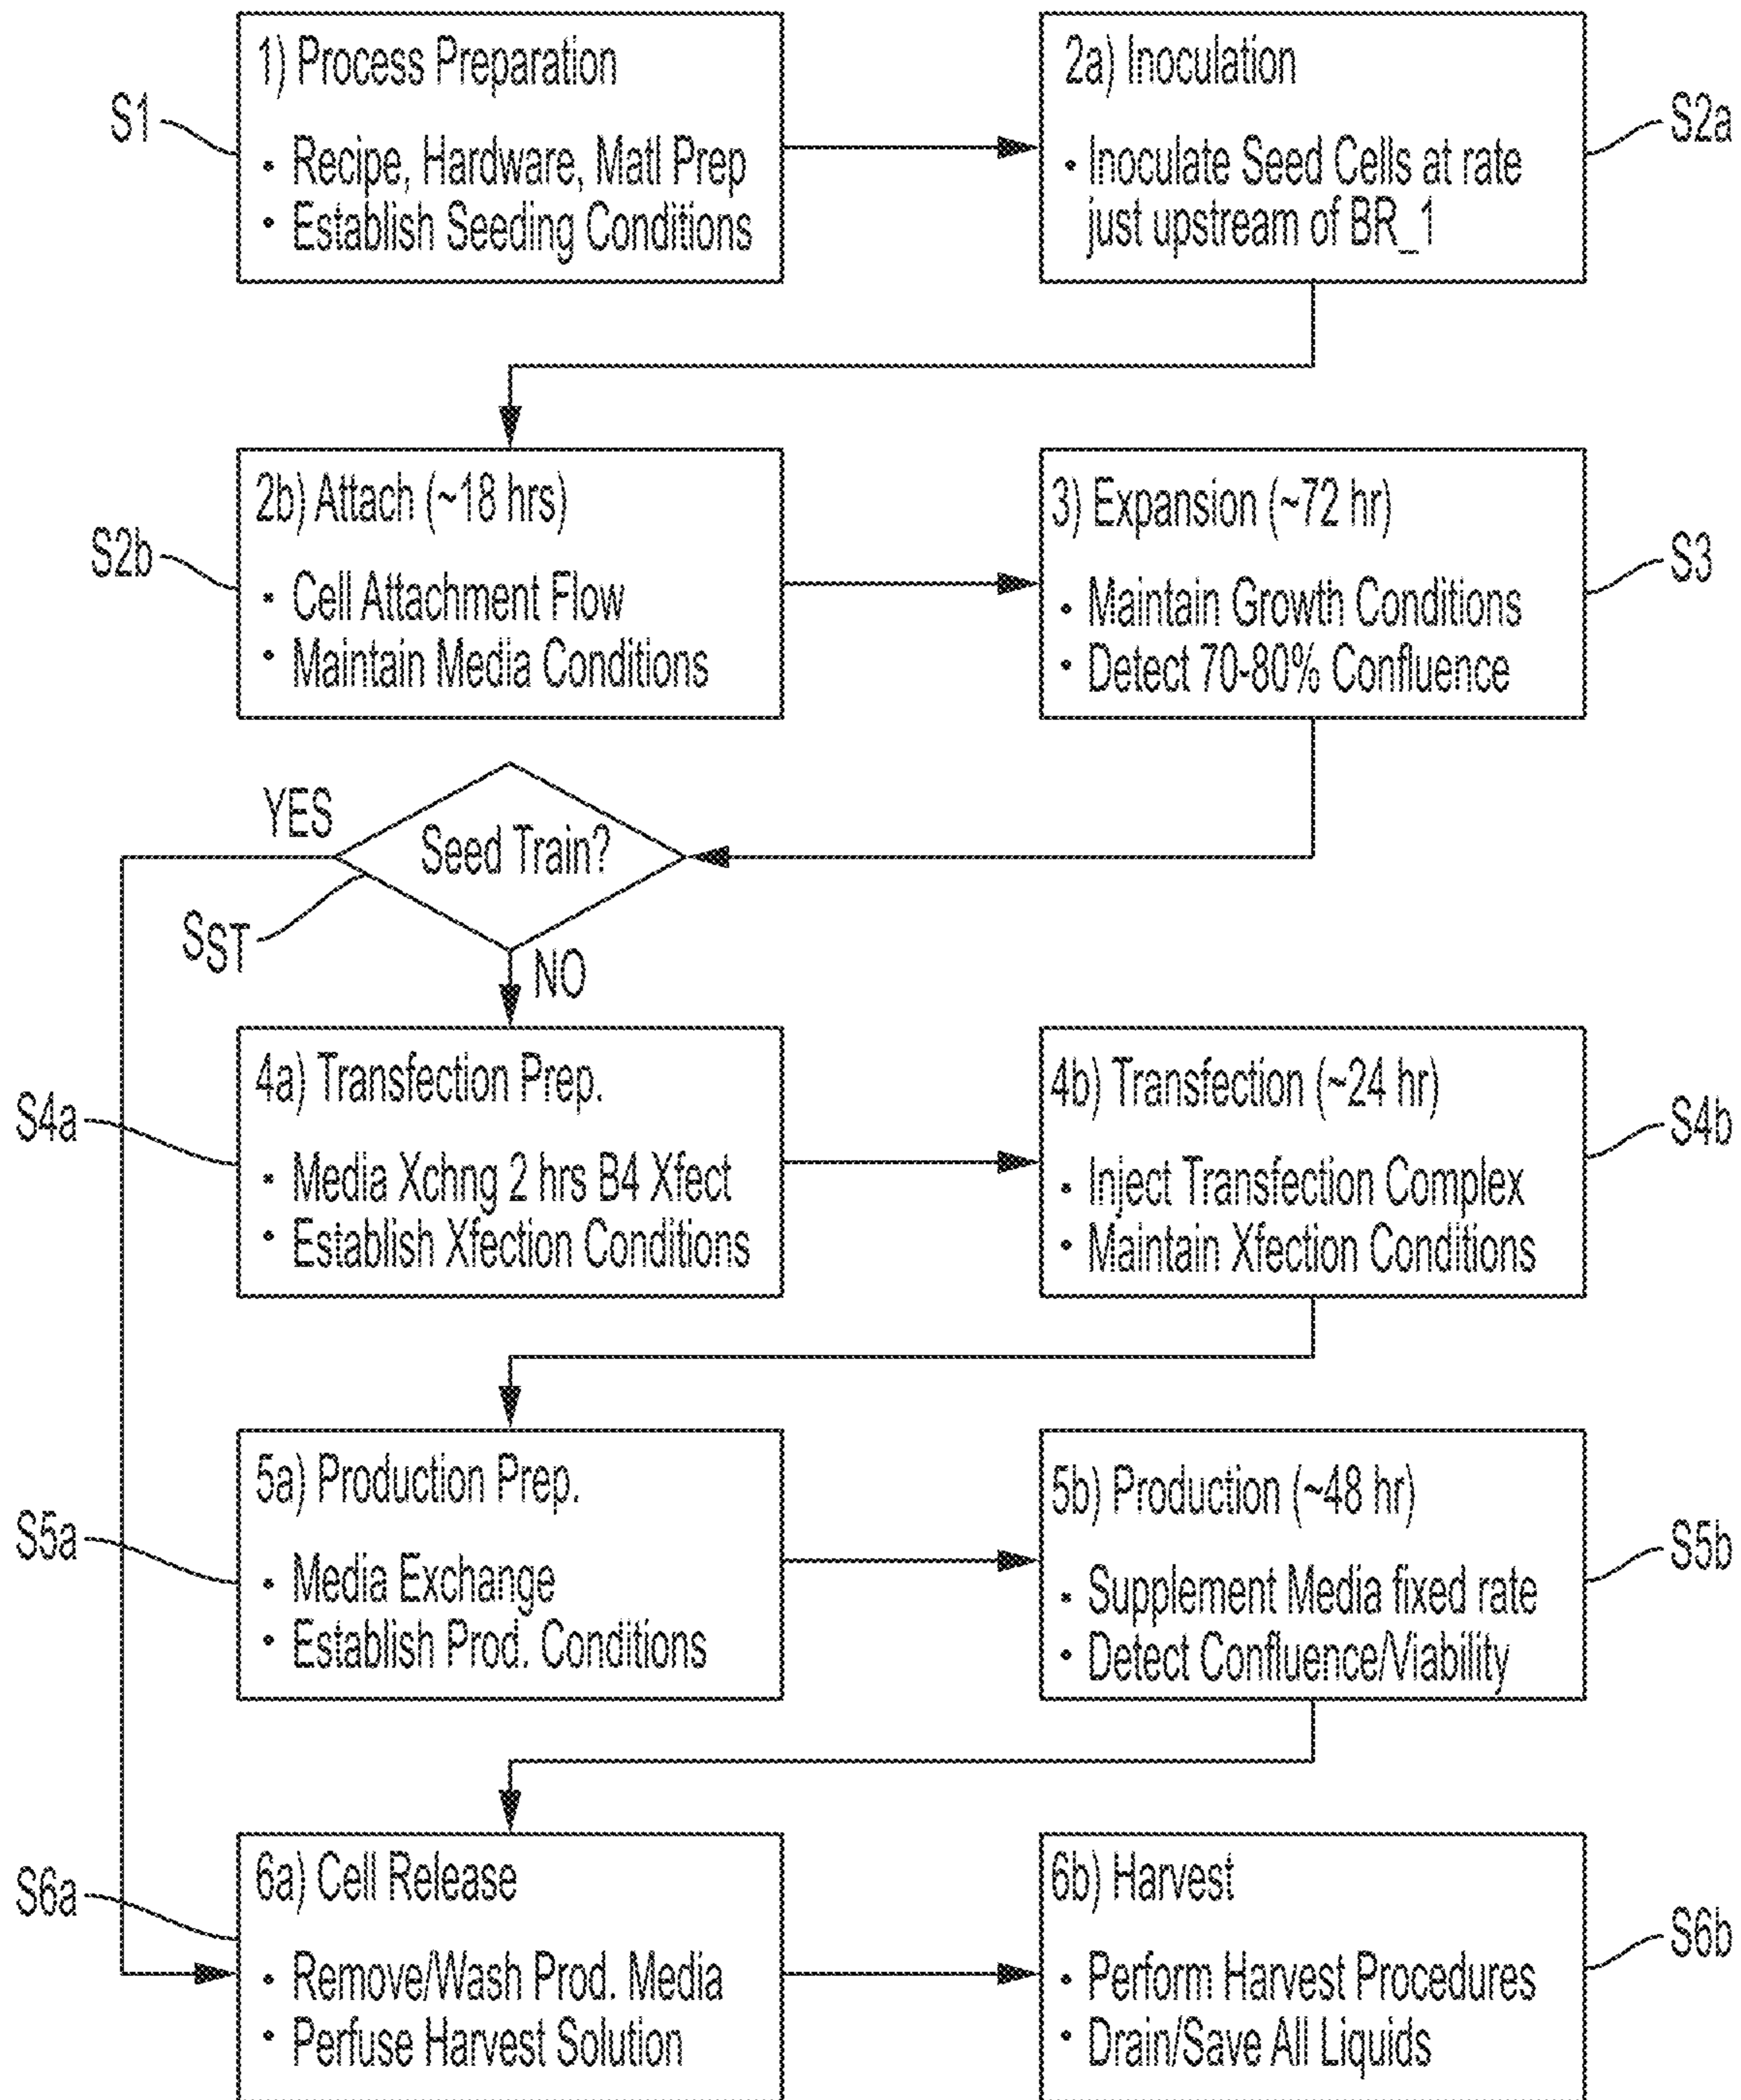 1) Process Preparation
• Recipe, Hardware, Matl Prep
• Establish Seeding Conditions
S1
2a) Inoculation
• Inoculate Seed Cells at rate
just upstream of BR_1
S2a
2b) Attach (~18 hrs)
• Cell Attachment Flow
• Maintain Media Conditions
S2b
3) Expansion (~72 hr)
• Maintain Growth Conditions
• Detect 70-80% Confluence
S3
YES
Seed Train?
SST
NO
4a) Transfection Prep.
• Media Xchng 2 hrs B4 Xfect
• Establish Xfection Conditions
S4a
4b) Transfection (~24 hr)
• Inject Transfection Complex
• Maintain Xfection Conditions
S4b
5a) Production Prep.
• Media Exchange
• Establish Prod. Conditions
S5a
5b) Production (~48 hr)
• Supplement Media fixed rate
• Detect Confluence/Viability
S5b
6a) Cell Release
• Remove/Wash Prod. Media
• Perfuse Harvest Solution
S6a
6b) Harvest
• Perform Harvest Procedures
• Drain/Save All Liquids
S6b